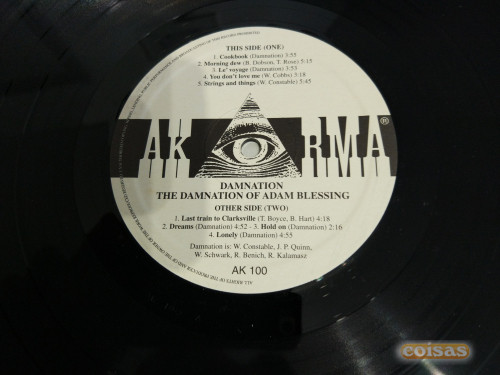 THIS SIDE (ONE)
1. Cookbook (Damnation) 3:55
2. Morning dew (B. Dobson, T. Rose) 5:15
3. Le' voyage (Damnation) 3:53
4. You don't love me (W. Cobbs) 3:18
5. Strings and things (W. Constable) 5:45
AK RMA®
DAMNATION
THE DAMNATION OF ADAM BLESSING
OTHER SIDE (TWO)
1. Last train to Clarksville (T. Boyce, B. Hart) 4:18
2. Dreams (Damnation) 4:52 - 3. Hold on (Damnation) 2:16
4. Lonely (Damnation) 4:55
Damnation is: W. Constable, J. P. Quinn,
W. Schwark, R. Benich, R. Kalamasz
AK 100
coisas